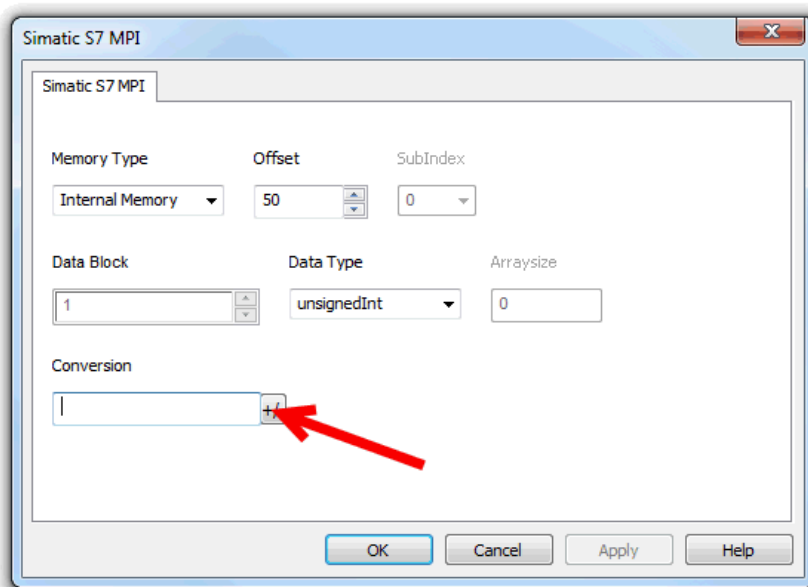 Simatic S7 MPI
Simatic S7 MPI
Memory Type Offset SubIndex
Internal Memory 50 0
Data Block Data Type Arraysize
1 unsignedInt 0
Conversion
+/
OK Cancel Apply Help